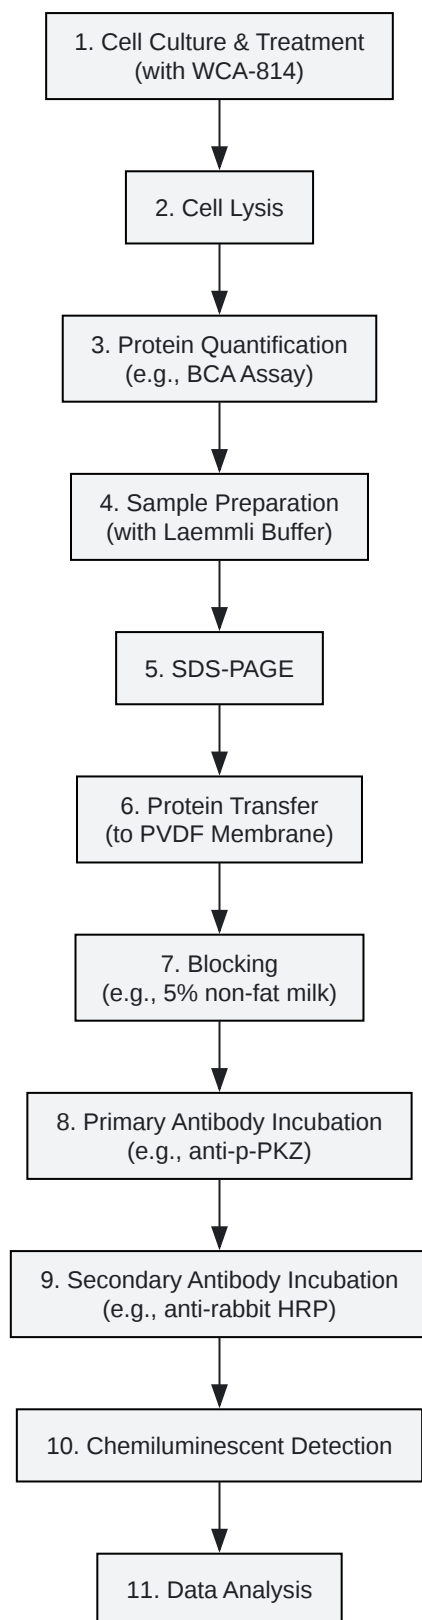 1. Cell Culture & Treatment
(with WCA-814)
2. Cell Lysis
3. Protein Quantification
(e.g., BCA Assay)
4. Sample Preparation
(with Laemmli Buffer)
5. SDS-PAGE
6. Protein Transfer
(to PVDF Membrane)
7. Blocking
(e.g., 5% non-fat milk)
8. Primary Antibody Incubation
(e.g., anti-p-PKZ)
9. Secondary Antibody Incubation
(e.g., anti-rabbit HRP)
10. Chemiluminescent Detection
11. Data Analysis